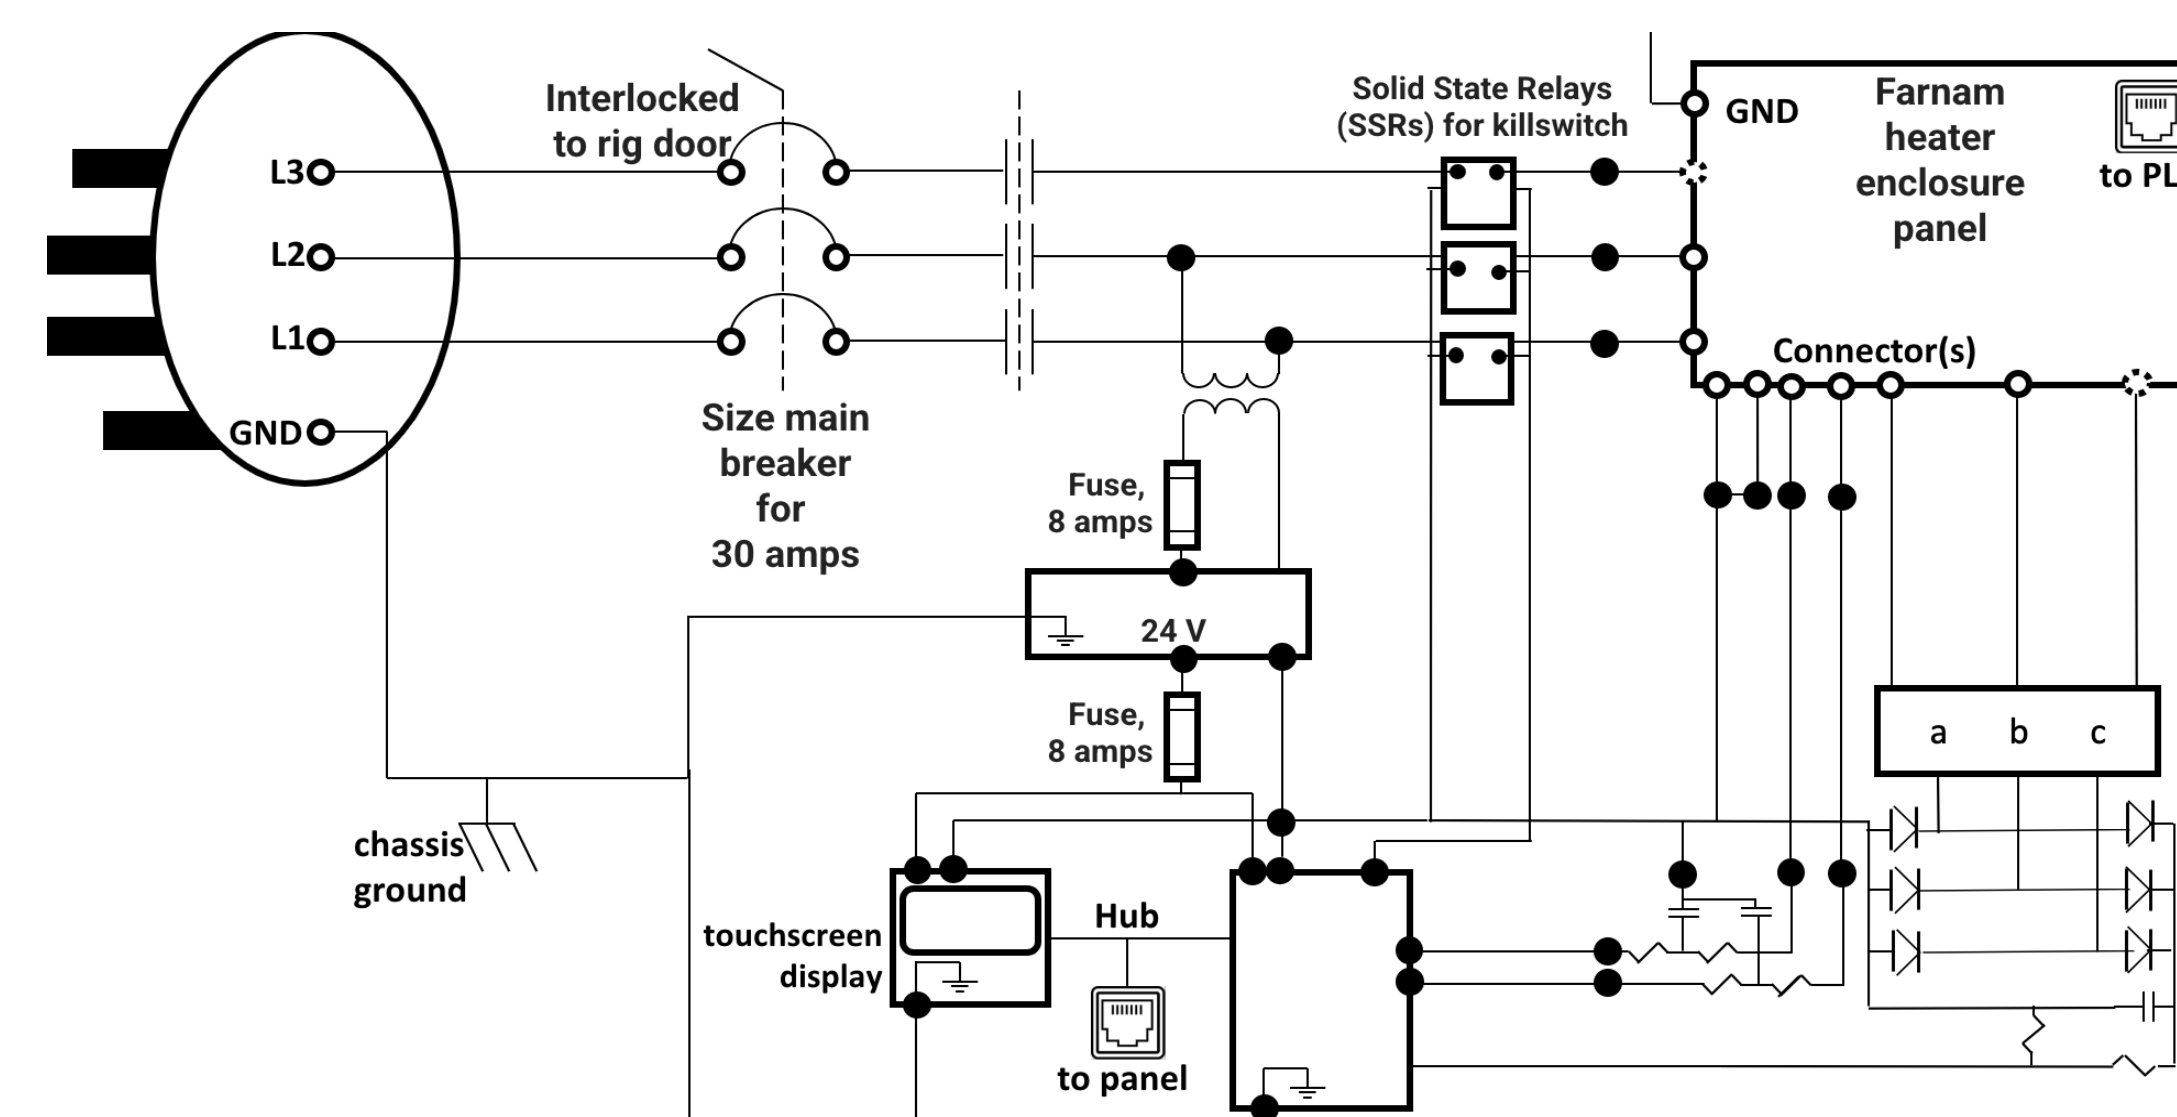 Interlocked
to rig door
L3
L2
L1
GND
Size main
breaker
for
30 amps
chassis
ground
Solid State Relays
(SSRs) for killswitch
GND
Farnam
heater
enclosure
panel
to PL
Connector(s)
Fuse,
8 amps
24 V
Fuse,
8 amps
a b c
touchscreen
display
Hub
to panel